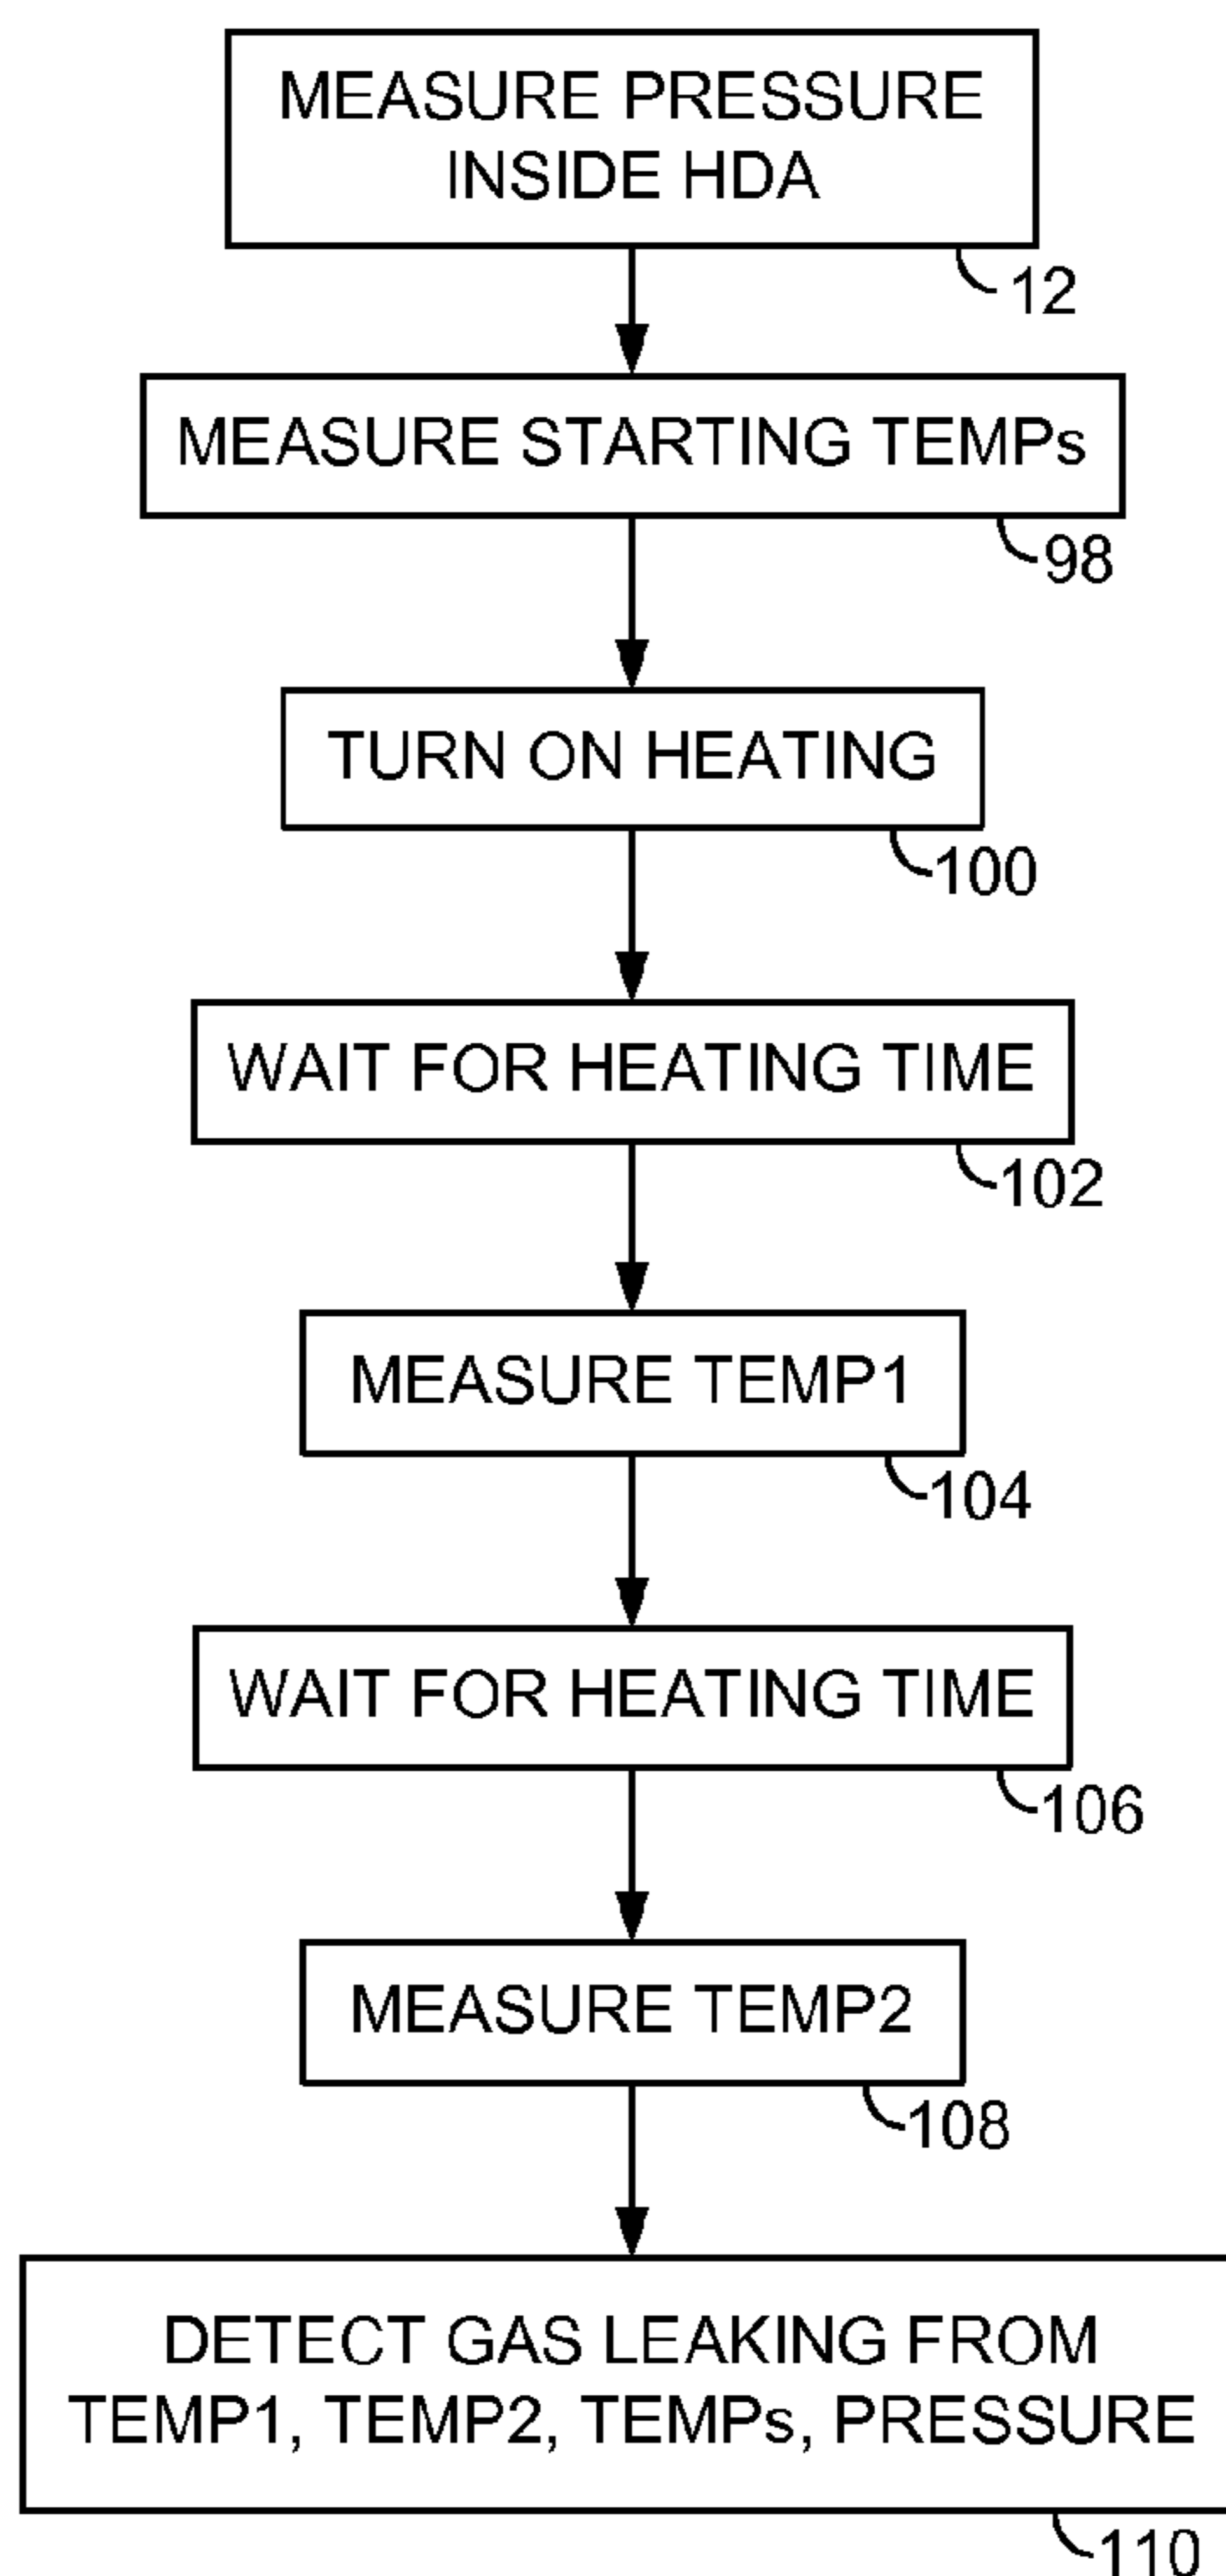 MEASURE PRESSURE
INSIDE HDA
12
MEASURE STARTING TEMPs
98
TURN ON HEATING
100
WAIT FOR HEATING TIME
102
MEASURE TEMP1
104
WAIT FOR HEATING TIME
106
MEASURE TEMP2
108
DETECT GAS LEAKING FROM
TEMP1, TEMP2, TEMPs, PRESSURE
110